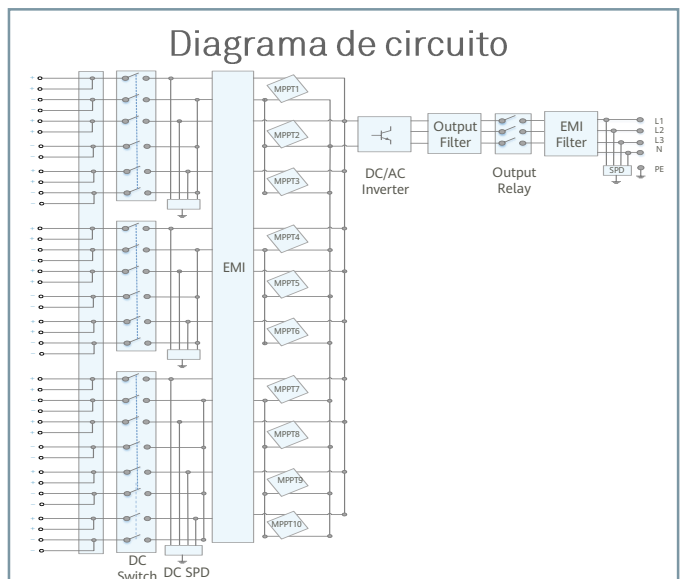 Diagrama de circuito
MPPT1
MPPT2
MPPT3
MPPT4
MPPT5
MPPT6
MPPT7
MPPT8
MPPT9
MPPT10
EMI
DC
Switch
DC SPD
DC/AC
Inverter
Output
Filter
Output
Relay
EMI
Filter
SPD
L1
L2
L3
N
PE